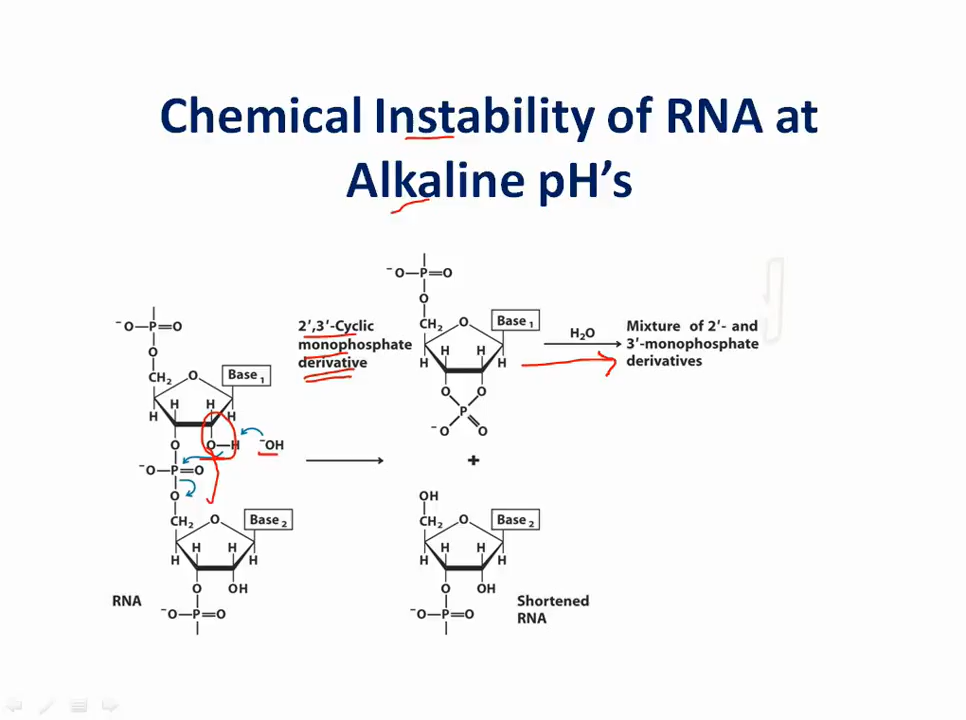 Chemical Instability of RNA at
Alkaline pH's
⁻O—P=O
O
CH₂ O Base₁
H H
H H
O O—H ⁻OH
⁻O—P=O
O
CH₂ O Base₂
H H
H H
O OH
RNA
⁻O—P=O
2′,3′-Cyclic
monophosphate
derivative
⁻O—P=O
O
CH₂ O Base₁
H H
H H
O O
P
⁻O O
+
OH
CH₂ O Base₂
H H
H H
O OH
⁻O—P=O
Shortened
RNA
H₂O
Mixture of 2′- and
3′-monophosphate
derivatives